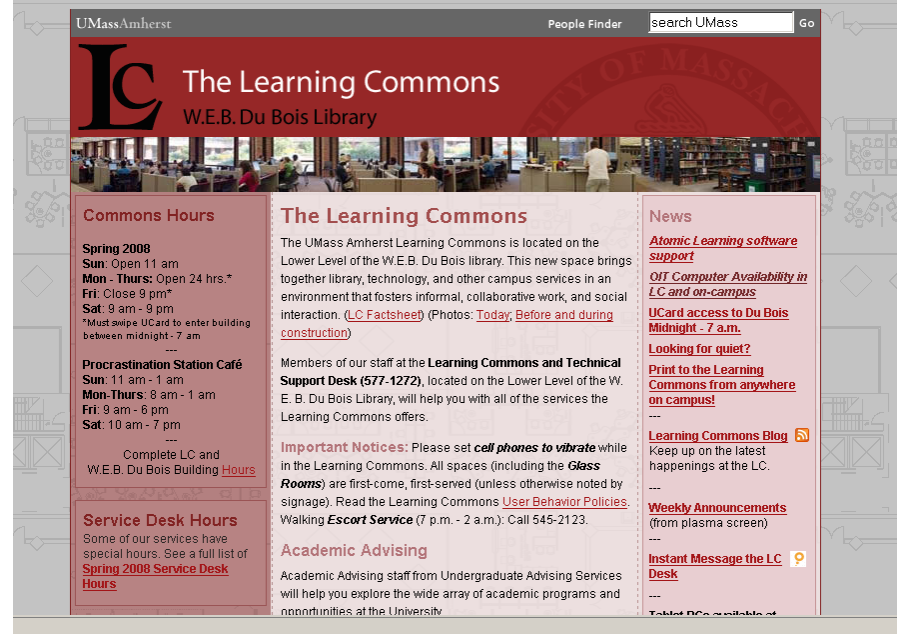 UMassAmherst
People Finder
search UMass
Go
LC
The Learning Commons
W.E.B. Du Bois Library
Commons Hours
Spring 2008
Sun: Open 11 am
Mon - Thurs: Open 24 hrs.*
Fri: Close 9 pm*
Sat: 9 am - 9 pm
*Must swipe UCard to enter building
between midnight - 7 am
---
Procrastination Station Café
Sun: 11 am - 1 am
Mon-Thurs: 8 am - 1 am
Fri: 9 am - 6 pm
Sat: 10 am - 7 pm
---
Complete LC and
W.E.B. Du Bois Building Hours
Service Desk Hours
Some of our services have
special hours. See a full list of
Spring 2008 Service Desk
Hours
The Learning Commons
The UMass Amherst Learning Commons is located on the
Lower Level of the W.E.B. Du Bois library. This new space brings
together library, technology, and other campus services in an
environment that fosters informal, collaborative work, and social
interaction. (LC Factsheet) (Photos: Today; Before and during
construction)
Members of our staff at the Learning Commons and Technical
Support Desk (577-1272), located on the Lower Level of the W.
E. B. Du Bois Library, will help you with all of the services the
Learning Commons offers.
Important Notices: Please set cell phones to vibrate while
in the Learning Commons. All spaces (including the Glass
Rooms) are first-come, first-served (unless otherwise noted by
signage). Read the Learning Commons User Behavior Policies.
Walking Escort Service (7 p.m. - 2 a.m.): Call 545-2123.
Academic Advising
Academic Advising staff from Undergraduate Advising Services
will help you explore the wide array of academic programs and
opportunities at the University.
News
Atomic Learning software
support
OIT Computer Availability in
LC and on-campus
UCard access to Du Bois
Midnight - 7 a.m.
Looking for quiet?
Print to the Learning
Commons from anywhere
on campus!
---
Learning Commons Blog
Keep up on the latest
happenings at the LC.
---
Weekly Announcements
(from plasma screen)
---
Instant Message the LC
Desk
---
Tablet PCs available at